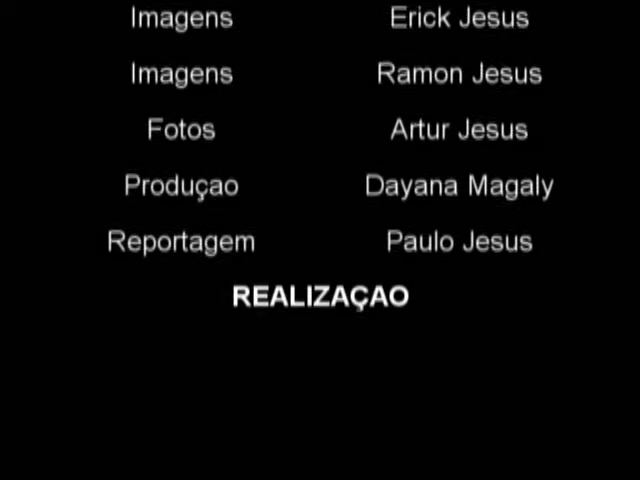 Imagens Erick Jesus
Imagens Ramon Jesus
Fotos Artur Jesus
Produçao Dayana Magaly
Reportagem Paulo Jesus
REALIZAÇAO